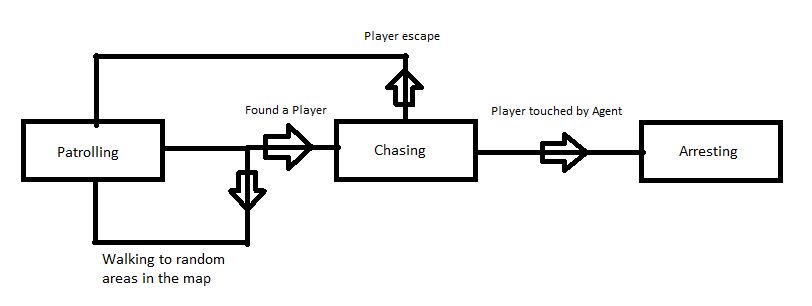 Player escape
Found a Player
Player touched by Agent
Patrolling
Chasing
Arresting
Walking to random
areas in the map